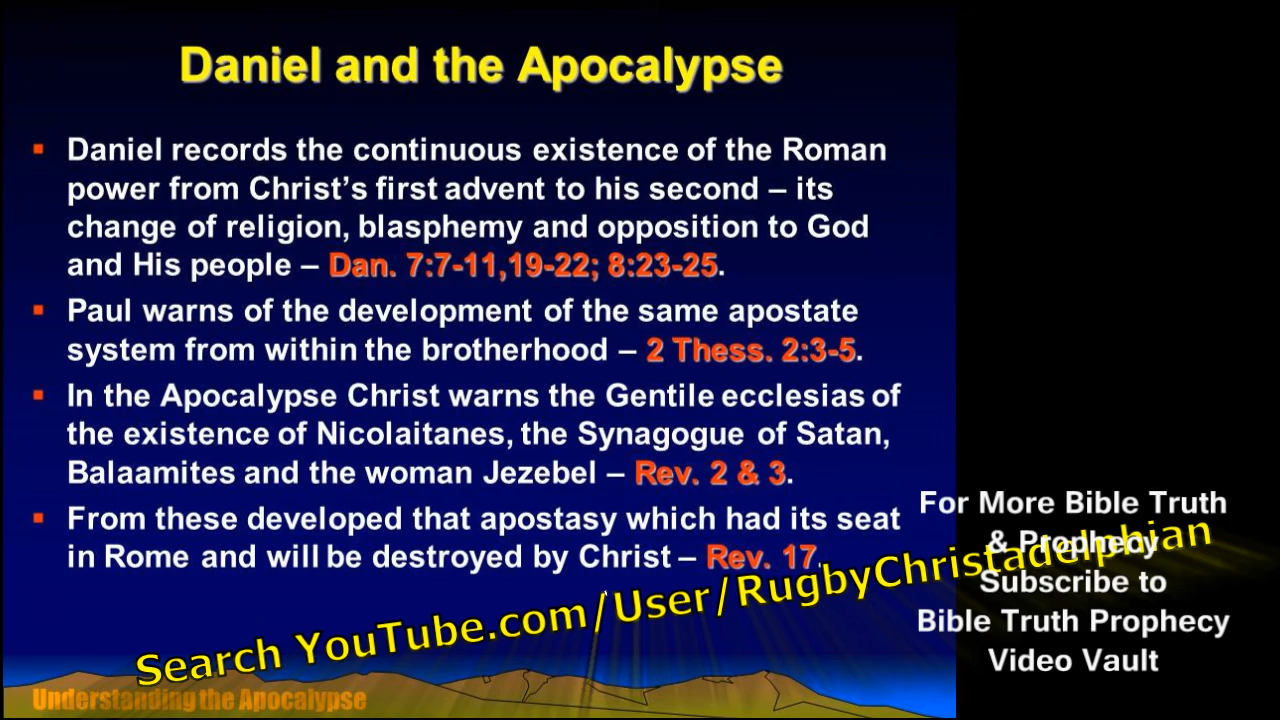 Daniel and the Apocalypse
▪ Daniel records the continuous existence of the Roman
power from Christ's first advent to his second – its
change of religion, blasphemy and opposition to God
and His people – Dan. 7:7-11,19-22; 8:23-25.
▪ Paul warns of the development of the same apostate
system from within the brotherhood – 2 Thess. 2:3-5.
▪ In the Apocalypse Christ warns the Gentile ecclesias of
the existence of Nicolaitanes, the Synagogue of Satan,
Balaamites and the woman Jezebel – Rev. 2 & 3.
▪ From these developed that apostasy which had its seat
in Rome and will be destroyed by Christ – Rev. 17.
Search YouTube.com/User/RugbyChristadelphian
For More Bible Truth
& Prophecy
Subscribe to
Bible Truth Prophecy
Video Vault
Understanding the Apocalypse